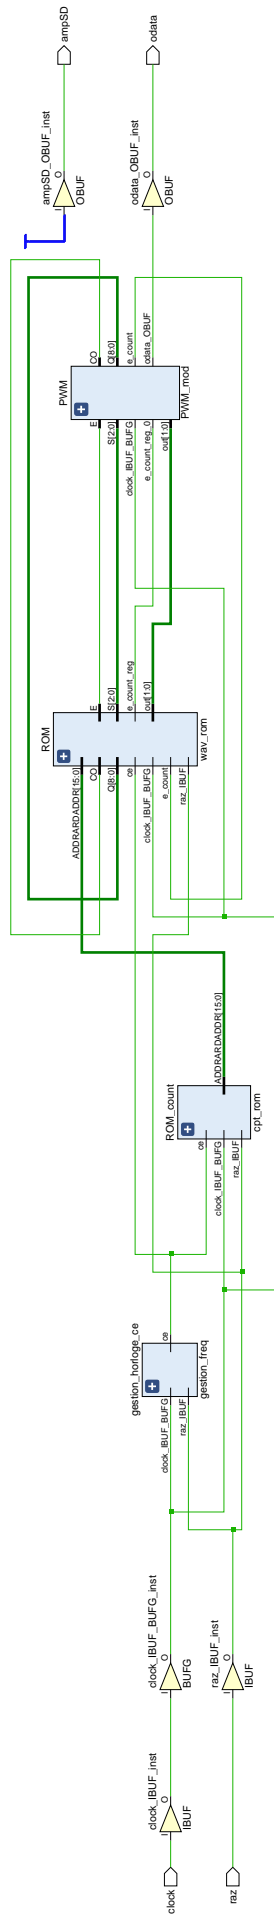 clock
clock_IBUF_inst
I
O
IBUF
clock_IBUF_BUFG_inst
I
O
BUFG
raz
raz_IBUF_inst
I
O
IBUF
gestion_horloge_ce
clock_IBUF_BUFG
raz_IBUF
ce
gestion_freq
ROM_count
ce
clock_IBUF_BUFG
raz_IBUF
ADDRARDADDR[15:0]
cpt_rom
ROM
ADDRARDADDR[15:0]
CO
Q[8:0]
ce
clock_IBUF_BUFG
e_count
raz_IBUF
E
S[2:0]
e_count_reg
out[1:0]
wav_rom
PWM
E
S[2:0]
clock_IBUF_BUFG
e_count_reg_0
out[1:0]
CO
Q[8:0]
e_count
odata_OBUF
PWM_mod
ampSD_OBUF_inst
I
O
OBUF
ampSD
odata_OBUF_inst
I
O
OBUF
odata